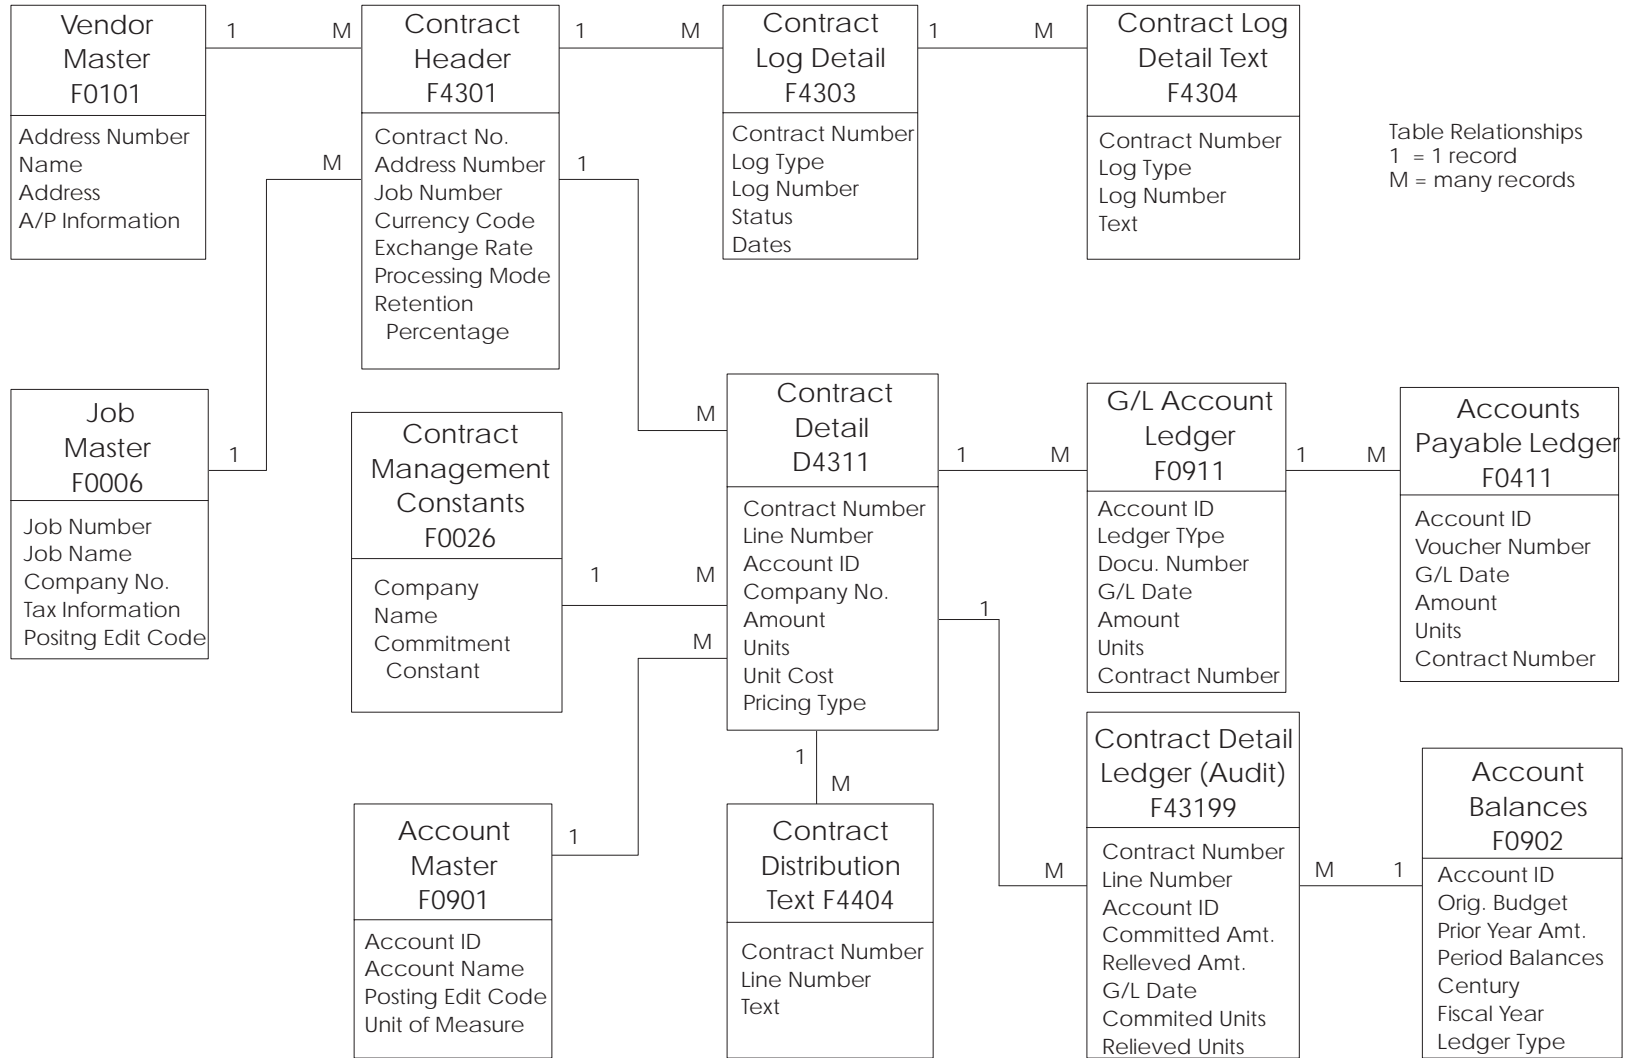 Vendor
Master
F0101
Address Number
Name
Address
A/P Information
1
M
Contract
Header
F4301
Contract No.
Address Number
Job Number
Currency Code
Exchange Rate
Processing Mode
Retention
Percentage
1
M
Contract
Log Detail
F4303
Contract Number
Log Type
Log Number
Status
Dates
1
M
Contract Log
Detail Text
F4304
Contract Number
Log Type
Log Number
Text
Table Relationships
1 = 1 record
M = many records
M
1
Job
Master
F0006
Job Number
Job Name
Company No.
Tax Information
Positng Edit Code
1
Contract
Management
Constants
F0026
Company
Name
Commitment
Constant
1
M
M
M
Contract
Detail
D4311
Contract Number
Line Number
Account ID
Company No.
Amount
Units
Unit Cost
Pricing Type
1
M
G/L Account
Ledger
F0911
Account ID
Ledger TYpe
Docu. Number
G/L Date
Amount
Units
Contract Number
1
M
Accounts
Payable Ledger
F0411
Account ID
Voucher Number
G/L Date
Amount
Units
Contract Number
1
1
M
Account
Master
F0901
Account ID
Account Name
Posting Edit Code
Unit of Measure
1
Contract
Distribution
Text F4404
Contract Number
Line Number
Text
M
Contract Detail
Ledger (Audit)
F43199
Contract Number
Line Number
Account ID
Committed Amt.
Relleved Amt.
G/L Date
Commited Units
Relieved Units
M
1
Account
Balances
F0902
Account ID
Orig. Budget
Prior Year Amt.
Period Balances
Century
Fiscal Year
Ledger Type